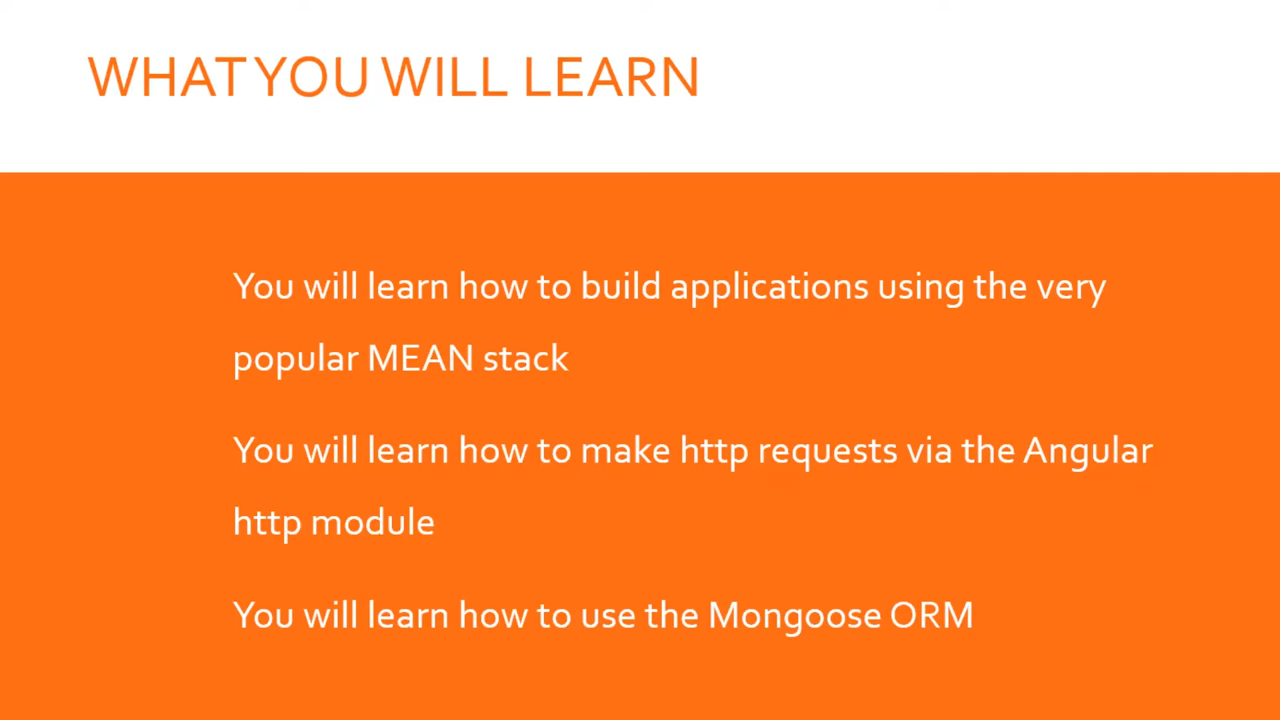 WHAT YOU WILL LEARN
You will learn how to build applications using the very
popular MEAN stack
You will learn how to make http requests via the Angular
http module
You will learn how to use the Mongoose ORM